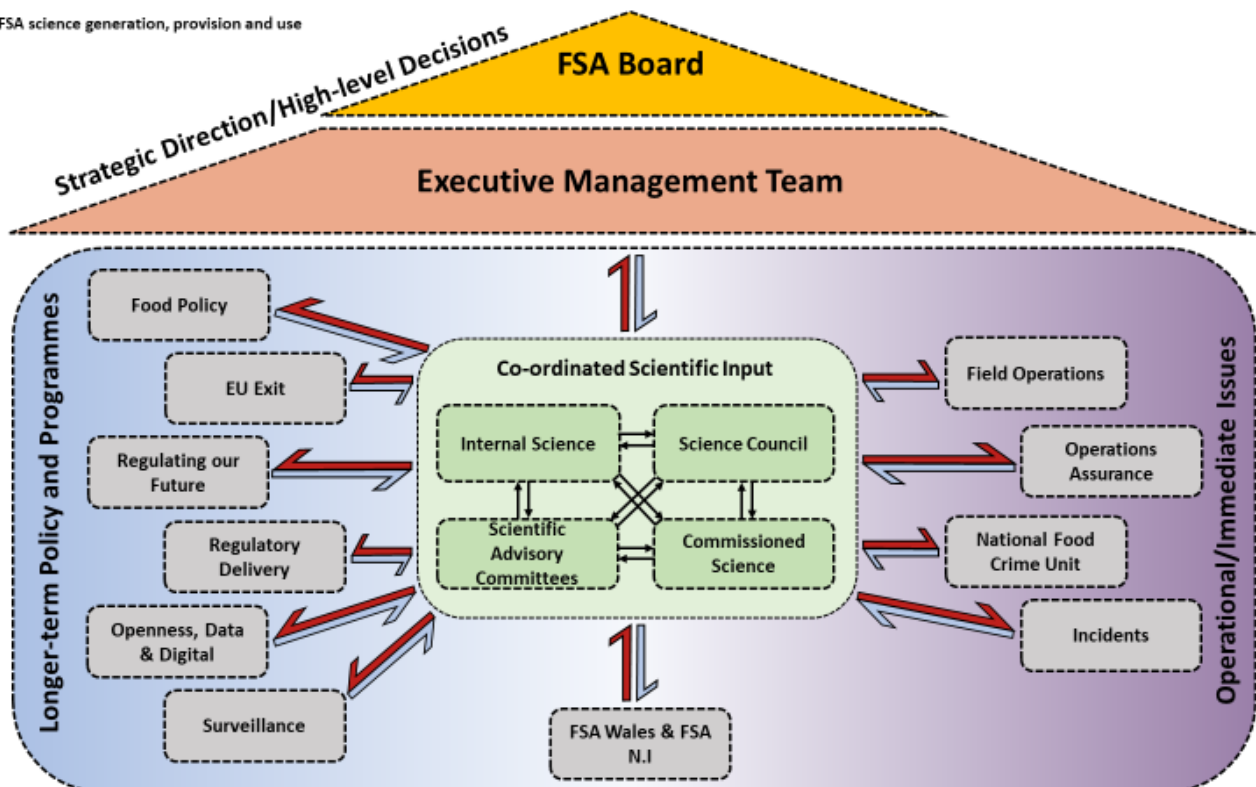 FSA science generation, provision and use
FSA Board
Strategic Direction/High-level Decisions
Executive Management Team
Longer-term Policy and Programmes
Food Policy
EU Exit
Regulating our
Future
Regulatory
Delivery
Openness, Data
& Digital
Surveillance
Co-ordinated Scientific Input
Internal Science
Science Council
Scientific
Advisory
Committees
Commissioned
Science
FSA Wales & FSA
N.I
Field Operations
Operations
Assurance
National Food
Crime Unit
Incidents
Operational/Immediate Issues